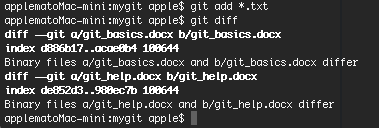 applematoMac-mini:mygit apple$ git add *.txt
applematoMac-mini:mygit apple$ git diff
diff --git a/git_basics.docx b/git_basics.docx
index d886b17..acae0b4 100644
Binary files a/git_basics.docx and b/git_basics.docx differ
diff --git a/git_help.docx b/git_help.docx
index de852d3..980ec7b 100644
Binary files a/git_help.docx and b/git_help.docx differ
applematoMac-mini:mygit apple$